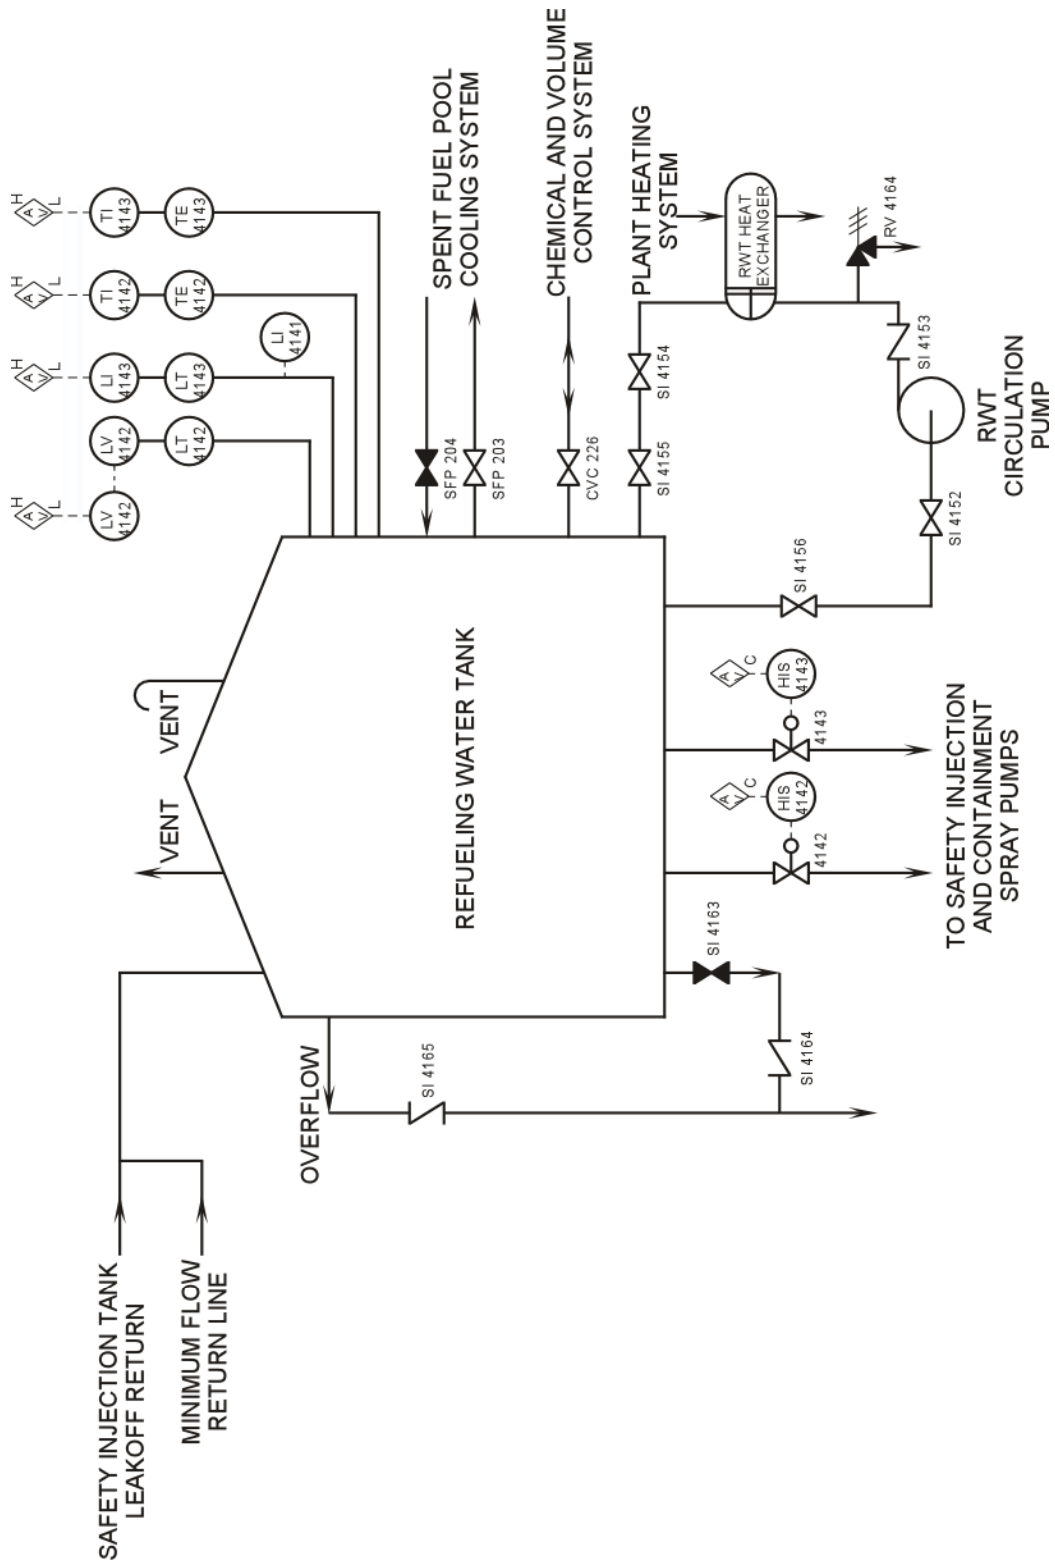 SAFETY INJECTION TANK
LEAKOFF RETURN
MINIMUM FLOW
RETURN LINE
VENT
VENT
OVERFLOW
SI 4165
SI 4164
SI 4163
REFUELING WATER TANK
A
V
H
L
LV
4142
LV
4142
LT
4142
A
V
H
L
LI
4143
LT
4143
LI
4141
A
V
H
L
TI
4142
TE
4142
A
V
H
L
TI
4143
TE
4143
SPENT FUEL POOL
COOLING SYSTEM
SFP 204
SFP 203
CHEMICAL AND VOLUME
CONTROL SYSTEM
CVC 226
PLANT HEATING
SYSTEM
SI 4155
SI 4154
RWT HEAT
EXCHANGER
RV 4164
SI 4153
RWT
CIRCULATION
PUMP
SI 4152
SI 4156
A
V
C
HIS
4143
4143
A
V
C
HIS
4142
4142
TO SAFETY INJECTION
AND CONTAINMENT
SPRAY PUMPS